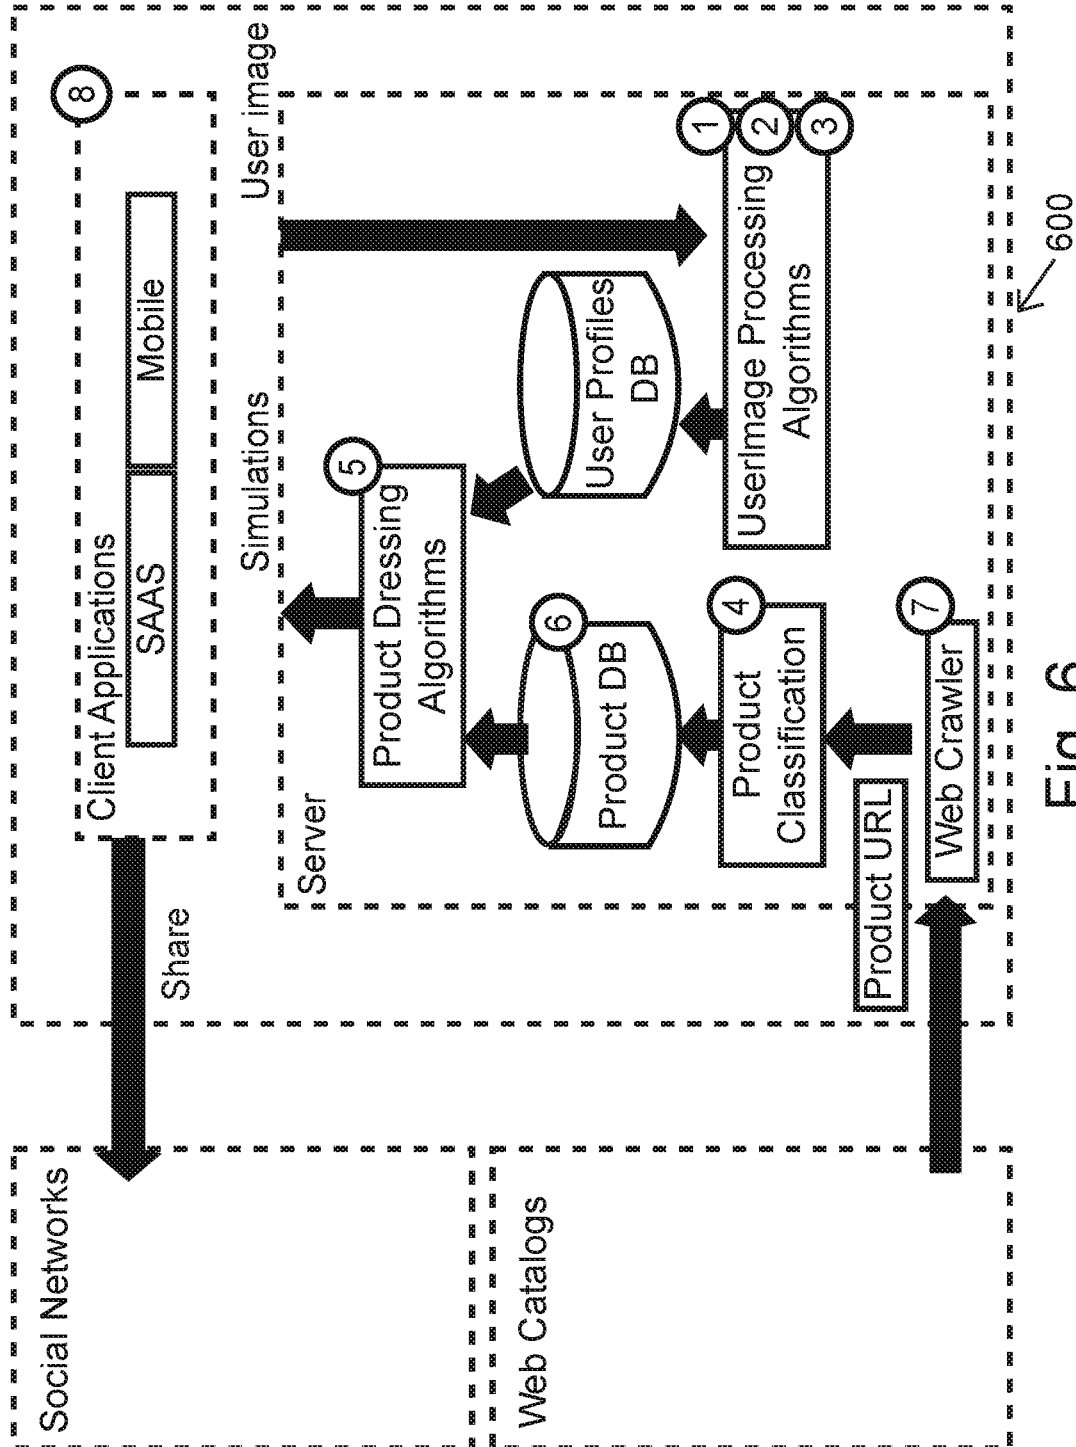 Social Networks
Share
Client Applications
SAAS
Mobile
8
Web Catalogs
Server
Simulations
User image
Product Dressing
Algorithms
5
Product DB
6
User Profiles
DB
Product
Classification
4
UserImage Processing
Algorithms
1
2
3
Product URL
Web Crawler
7
600
Fig. 6